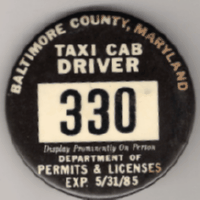 BALTIMORE COUNTY, MARYLAND
TAXI CAB
DRIVER
330
Display Prominently On Person
DEPARTMENT OF
PERMITS & LICENSES
EXP. 5/31/85